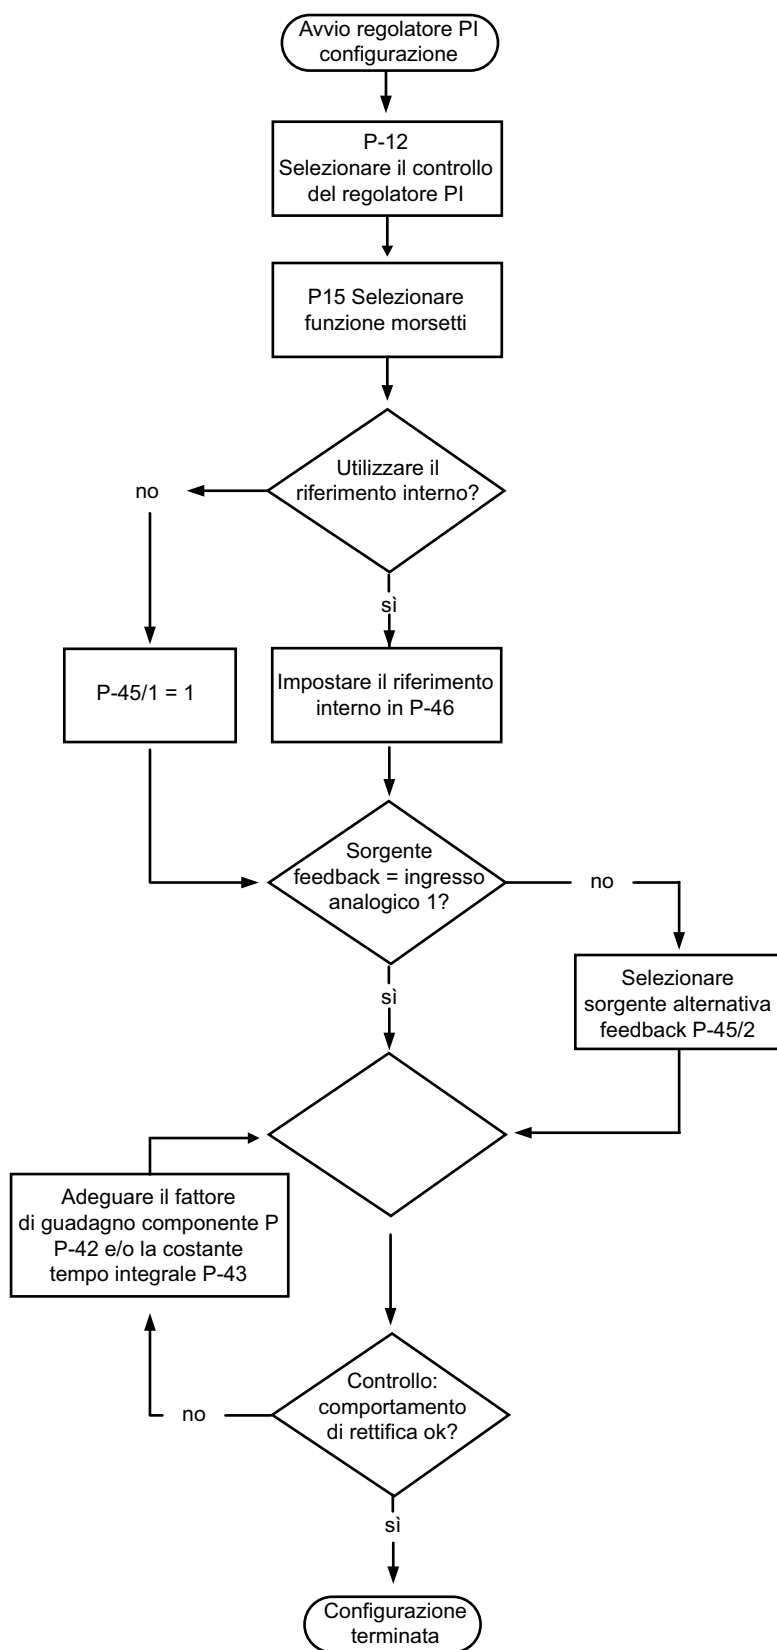 Avvio regolatore PI
configurazione
P-12
Selezionare il controllo
del regolatore PI
P15 Selezionare
funzione morsetti
Utilizzare il
riferimento interno?
no
sì
P-45/1 = 1
Impostare il riferimento
interno in P-46
Sorgente
feedback = ingresso
analogico 1?
no
sì
Selezionare
sorgente alternativa
feedback P-45/2
Adeguare il fattore
di guadagno componente P
P-42 e/o la costante
tempo integrale P-43
Controllo:
comportamento
di rettifica ok?
no
sì
Configurazione
terminata